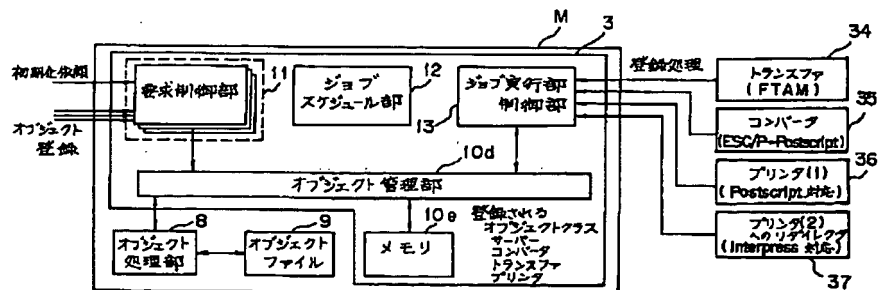 M
3
34
初期化依頼
オブジェクト
登録
要求制御部
11
ジョブ
スケジュール部
12
ジョブ実行部
制御部
13
登録処理
トランスファ
(FTAM)
コンバータ
(ESC/P-Postscript)
35
プリンタ(1)
(Postscript対応)
36
プリンタ(2)
へのリダイレクタ
(Interpress 対応)
37
10d
オブジェクト管理部
8
オブジェクト
処理部
9
オブジェクト
ファイル
10e
メモリ
登録される
オブジェクトクラス
サーバー
コンバータ
トランスファ
プリンタ